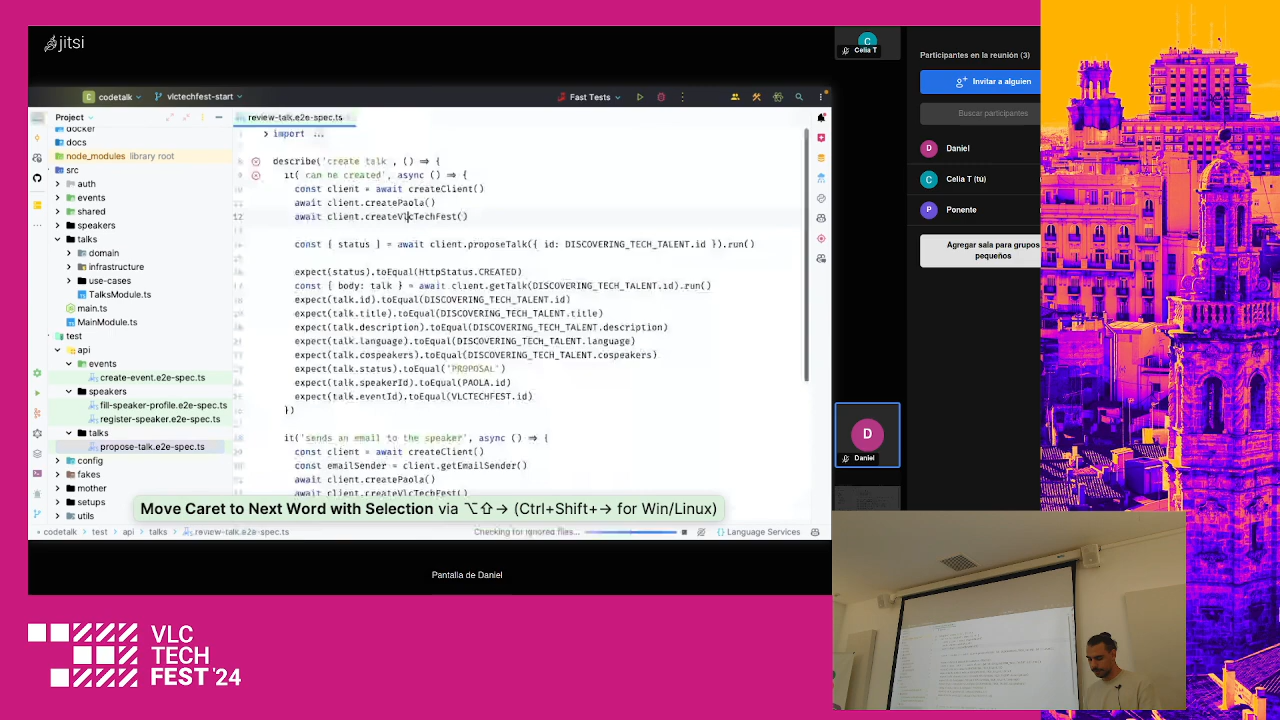 jitsi
codetalk
vlctechfest-start
Fast Tests
Project
docker
docs
node_modules library root
src
auth
events
shared
speakers
talks
domain
infrastructure
use-cases
TalksModule.ts
main.ts
MainModule.ts
test
api
events
create-event.e2e-spec.ts
speakers
fill-speaker-profile.e2e-spec.ts
register-speaker.e2e-spec.ts
talks
propose-talk.e2e-spec.ts
config
fakes
mother
setups
utils
review-talk.e2e-spec.ts
import ...
describe('create talk', () ⇒ {
it('can be created', async () ⇒ {
const client = await createClient()
await client.createPaola()
12
await client.createVlcTechFest()
const { status } = await client.proposeTalk({ id: DISCOVERING_TECH_TALENT.id }).run()
expect(status).toEqual(HttpStatus.CREATED)
const { body: talk } = await client.getTalk(DISCOVERING_TECH_TALENT.id).run()
expect(talk.id).toEqual(DISCOVERING_TECH_TALENT.id)
expect(talk.title).toEqual(DISCOVERING_TECH_TALENT.title)
expect(talk.description).toEqual(DISCOVERING_TECH_TALENT.description)
expect(talk.language).toEqual(DISCOVERING_TECH_TALENT.language)
expect(talk.cospeakers).toEqual(DISCOVERING_TECH_TALENT.cospeakers)
expect(talk.status).toEqual('PROPOSAL')
expect(talk.speakerId).toEqual(PAOLA.id)
expect(talk.eventId).toEqual(VLCTECHFEST.id)
})
it('sends an email to the speaker', async () ⇒ {
const client = await createClient()
const emailSender = client.getEmailSender()
await client.createPaola()
await client.createVlcTechFest()
Move Caret to Next Word with Selection via ⌥⇧→ (Ctrl+Shift+→ for Win/Linux)
codetalk > test > api > talks > review-talk.e2e-spec.ts
Checking for ignored files...
{} Language Services
Pantalla de Daniel
C
Celia T
D
Daniel
Participantes en la reunión (3)
Invitar a alguien
Buscar participantes
D Daniel
C Celia T (tú)
P Ponente
Agregar sala para grupos
pequeños
VLC
TECH
FEST '24